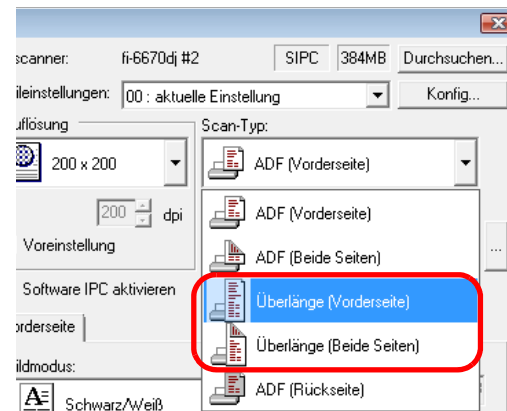 scanner: fi-6670dj #2 SIPC 384MB Durchsuchen...
ileinstellungen: 00 : aktuelle Einstellung Konfig...
uflösung Scan-Typ:
200 x 200 ADF (Vorderseite)
200 dpi ADF (Vorderseite)
Voreinstellung ADF (Beide Seiten) ...
Software IPC aktivieren Überlänge (Vorderseite)
orderseite Überlänge (Beide Seiten)
ildmodus: ADF (Rückseite)
A Schwarz/Weiß